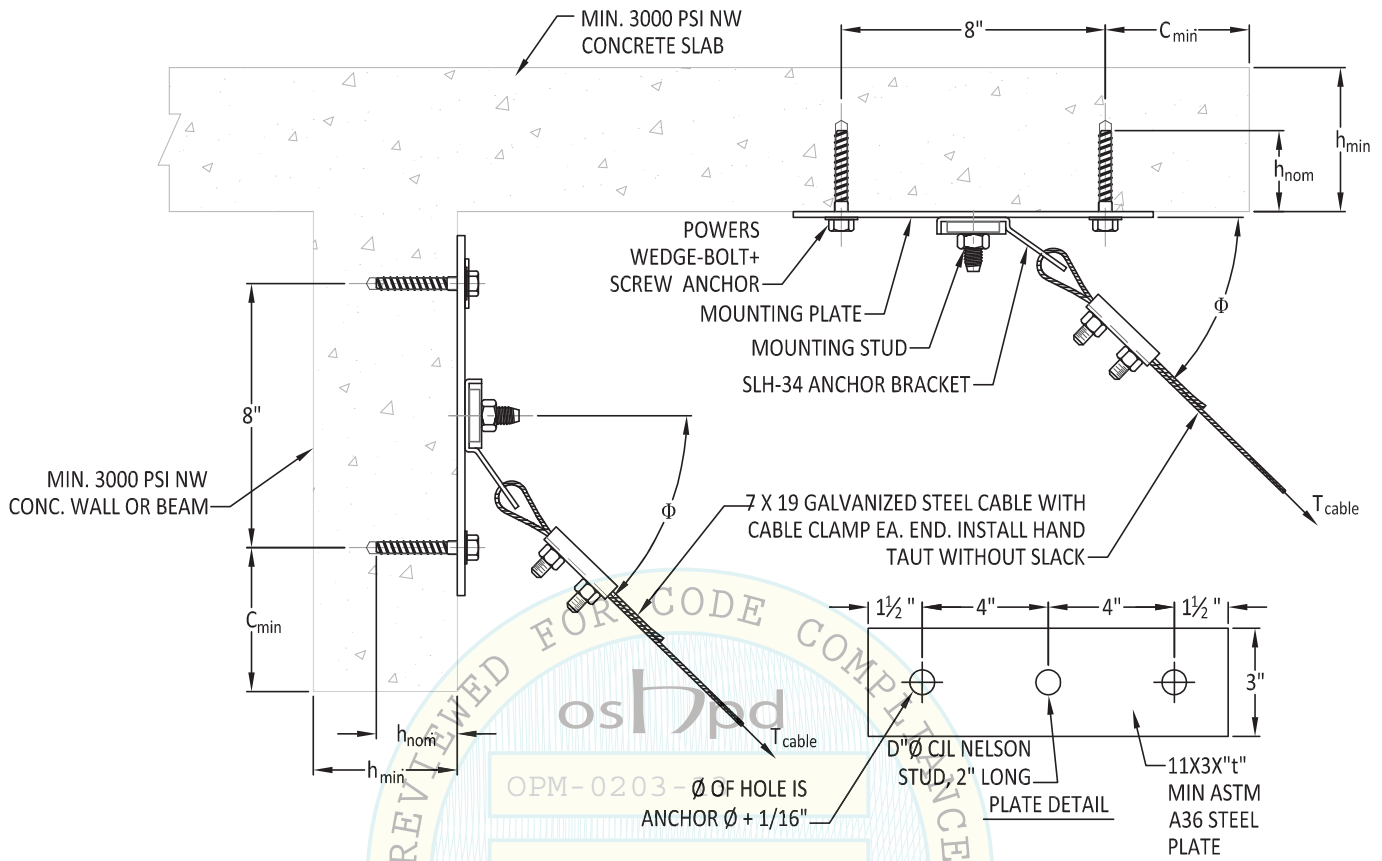 MIN. 3000 PSI NW
CONCRETE SLAB
8"
Cmin
hmin
hnom
POWERS
WEDGE-BOLT+
SCREW ANCHOR
MOUNTING PLATE
MOUNTING STUD
SLH-34 ANCHOR BRACKET
Φ
Tcable
8"
MIN. 3000 PSI NW
CONC. WALL OR BEAM
Φ
7 X 19 GALVANIZED STEEL CABLE WITH
CABLE CLAMP EA. END. INSTALL HAND
TAUT WITHOUT SLACK
Cmin
hnom
hmin
Tcable
1½" 4" 4" 1½"
3"
D"Ø CJL NELSON
STUD, 2" LONG
Ø OF HOLE IS
ANCHOR Ø + 1/16"
PLATE DETAIL
11X3X"t"
MIN ASTM
A36 STEEL
PLATE
REVIEWED FOR CODE COMPLIANCE
oshpd
OPM-0203-